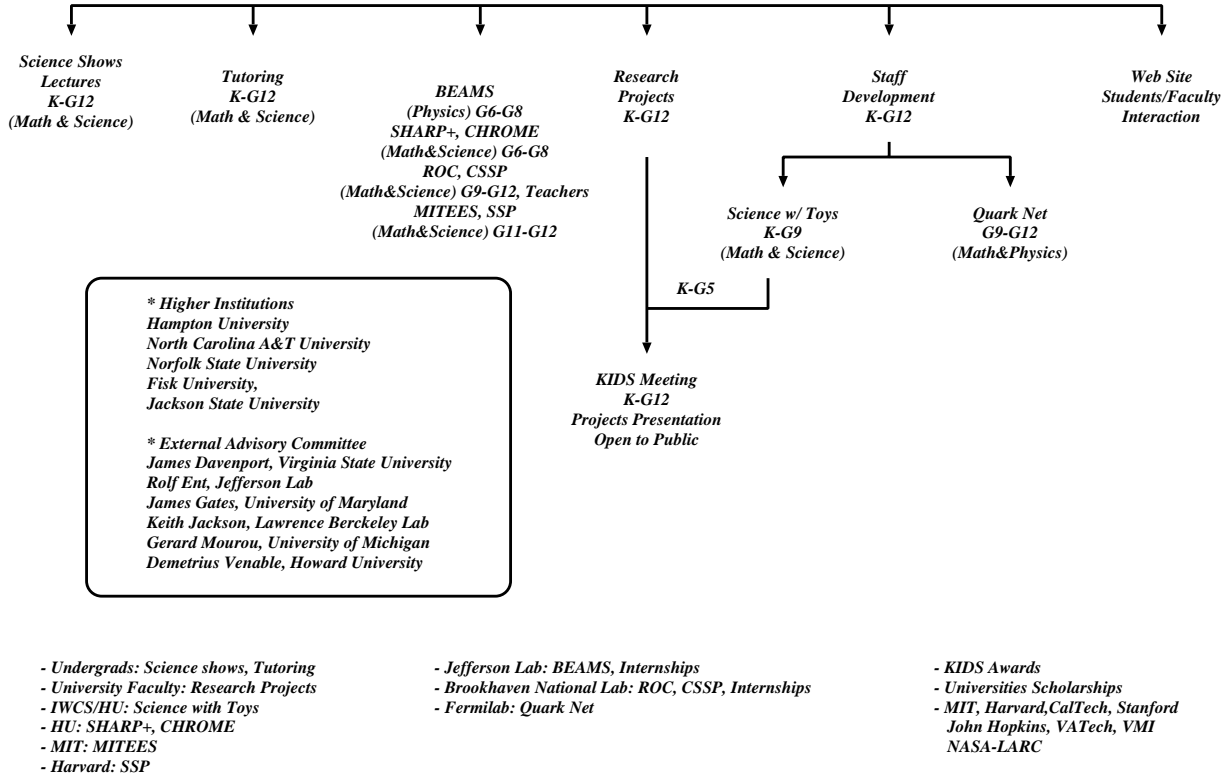 Science Shows
Lectures
K-G12
(Math & Science)
Tutoring
K-G12
(Math & Science)
BEAMS
(Physics) G6-G8
SHARP+, CHROME
(Math&Science) G6-G8
ROC, CSSP
(Math&Science) G9-G12, Teachers
MITEES, SSP
(Math&Science) G11-G12
Research
Projects
K-G12
Staff
Development
K-G12
Web Site
Students/Faculty
Interaction
Science w/ Toys
K-G9
(Math & Science)
Quark Net
G9-G12
(Math&Physics)
K-G5
KIDS Meeting
K-G12
Projects Presentation
Open to Public
* Higher Institutions
Hampton University
North Carolina A&T University
Norfolk State University
Fisk University,
Jackson State University
* External Advisory Committee
James Davenport, Virginia State University
Rolf Ent, Jefferson Lab
James Gates, University of Maryland
Keith Jackson, Lawrence Berckeley Lab
Gerard Mourou, University of Michigan
Demetrius Venable, Howard University
- Undergrads: Science shows, Tutoring
- University Faculty: Research Projects
- IWCS/HU: Science with Toys
- HU: SHARP+, CHROME
- MIT: MITEES
- Harvard: SSP
- Jefferson Lab: BEAMS, Internships
- Brookhaven National Lab: ROC, CSSP, Internships
- Fermilab: Quark Net
- KIDS Awards
- Universities Scholarships
- MIT, Harvard,CalTech, Stanford
John Hopkins, VATech, VMI
NASA-LARC